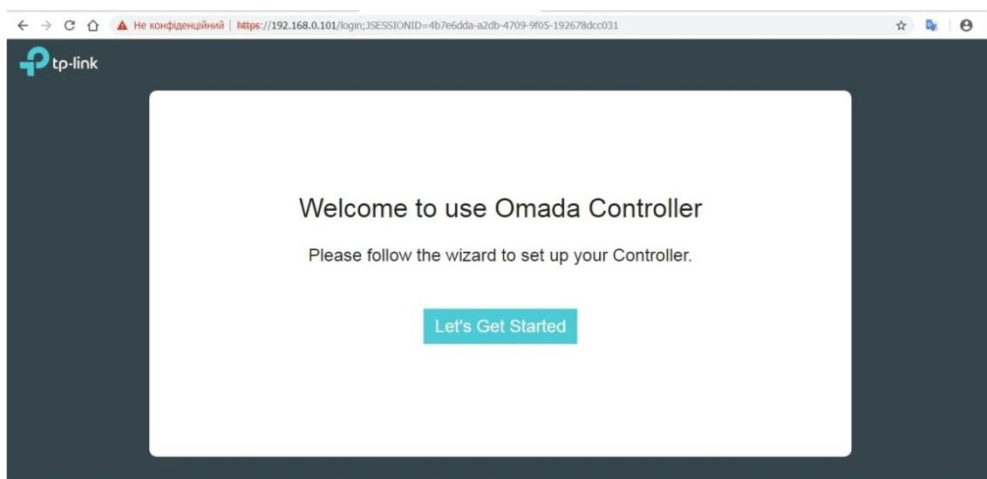 Не конфіденційний | https://192.168.0.101/login;JSESSIONID=4b7e6dda-a2db-4709-9f05-192678dcc031
tp-link
Welcome to use Omada Controller
Please follow the wizard to set up your Controller.
Let's Get Started